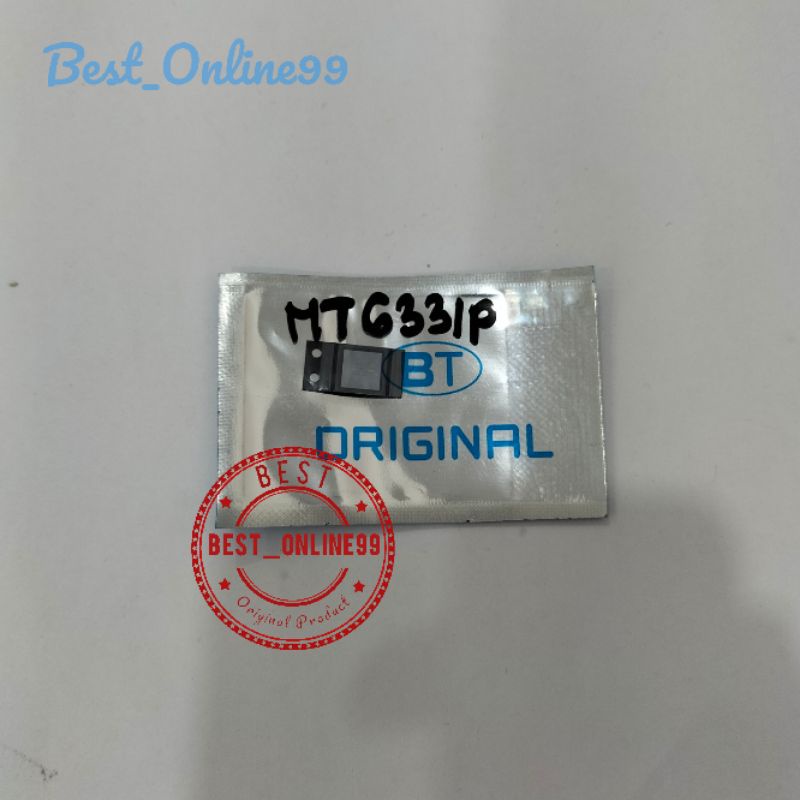 Best_Online99
MT6331P
BT
ORIGINAL
BEST
BEST_ONLINE99
Original Product